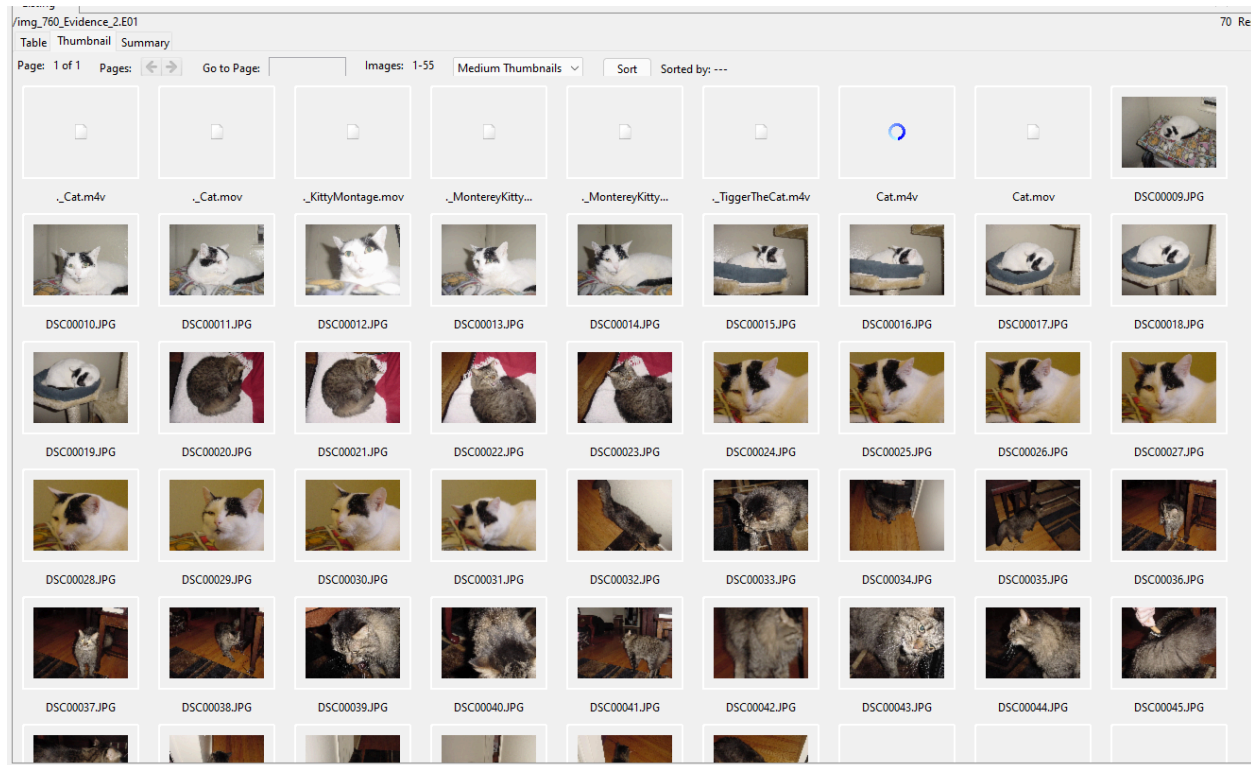 Listing
/img_760_Evidence_2.E01 70 Re
Table Thumbnail Summary
Page: 1 of 1 Pages: Go to Page: Images: 1-55 Medium Thumbnails Sort Sorted by: ---
._Cat.m4v ._Cat.mov ._KittyMontage.mov ._MontereyKitty... ._MontereyKitty... ._TiggerTheCat.m4v Cat.m4v Cat.mov DSC00009.JPG
DSC00010.JPG DSC00011.JPG DSC00012.JPG DSC00013.JPG DSC00014.JPG DSC00015.JPG DSC00016.JPG DSC00017.JPG DSC00018.JPG
DSC00019.JPG DSC00020.JPG DSC00021.JPG DSC00022.JPG DSC00023.JPG DSC00024.JPG DSC00025.JPG DSC00026.JPG DSC00027.JPG
DSC00028.JPG DSC00029.JPG DSC00030.JPG DSC00031.JPG DSC00032.JPG DSC00033.JPG DSC00034.JPG DSC00035.JPG DSC00036.JPG
DSC00037.JPG DSC00038.JPG DSC00039.JPG DSC00040.JPG DSC00041.JPG DSC00042.JPG DSC00043.JPG DSC00044.JPG DSC00045.JPG